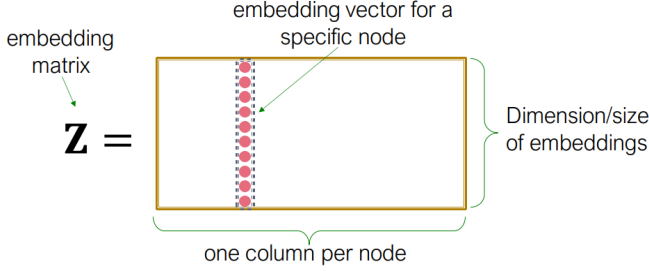 embedding vector for a
specific node
embedding
matrix
Z =
Dimension/size
of embeddings
one column per node